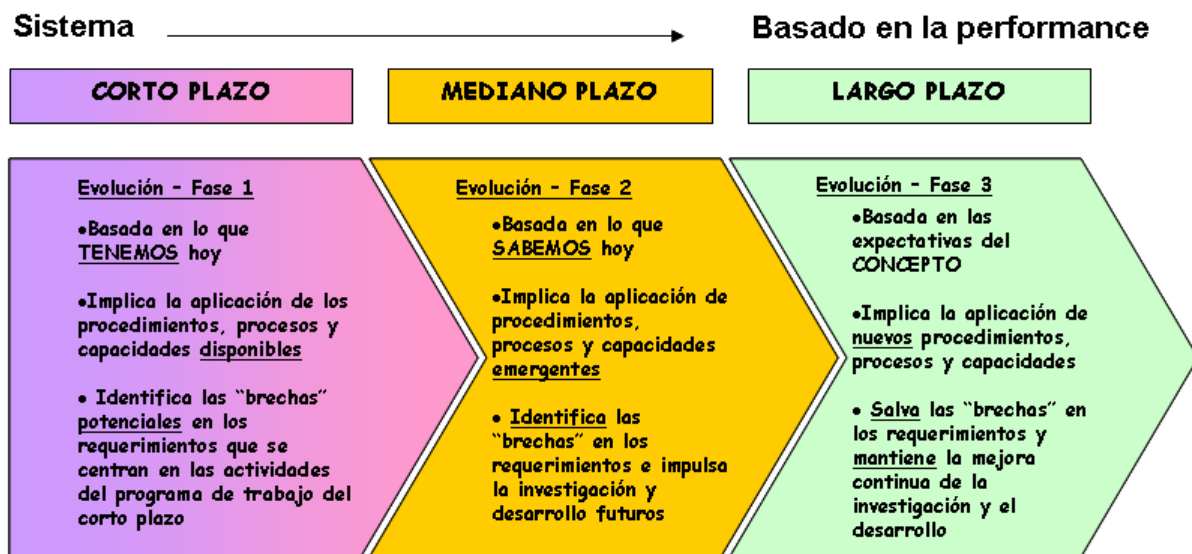 Sistema
Basado en la performance
CORTO PLAZO
MEDIANO PLAZO
LARGO PLAZO
Evolución - Fase 1
•Basada en lo que
TENEMOS hoy
•Implica la aplicación de los
procedimientos, procesos y
capacidades disponibles
• Identifica las “brechas”
potenciales en los
requerimientos que se
centran en las actividades
del programa de trabajo del
corto plazo
Evolución - Fase 2
•Basada en lo que
SABEMOS hoy
•Implica la aplicación de
procedimientos,
procesos y capacidades
emergentes
• Identifica las
“brechas” en los
requerimientos e impulsa
la investigación y
desarrollo futuros
Evolución - Fase 3
•Basada en las
expectativas del
CONCEPTO
•Implica la aplicación de
nuevos procedimientos,
procesos y capacidades
• Salva las “brechas” en
los requerimientos y
mantiene la mejora
continua de la
investigación y el
desarrollo